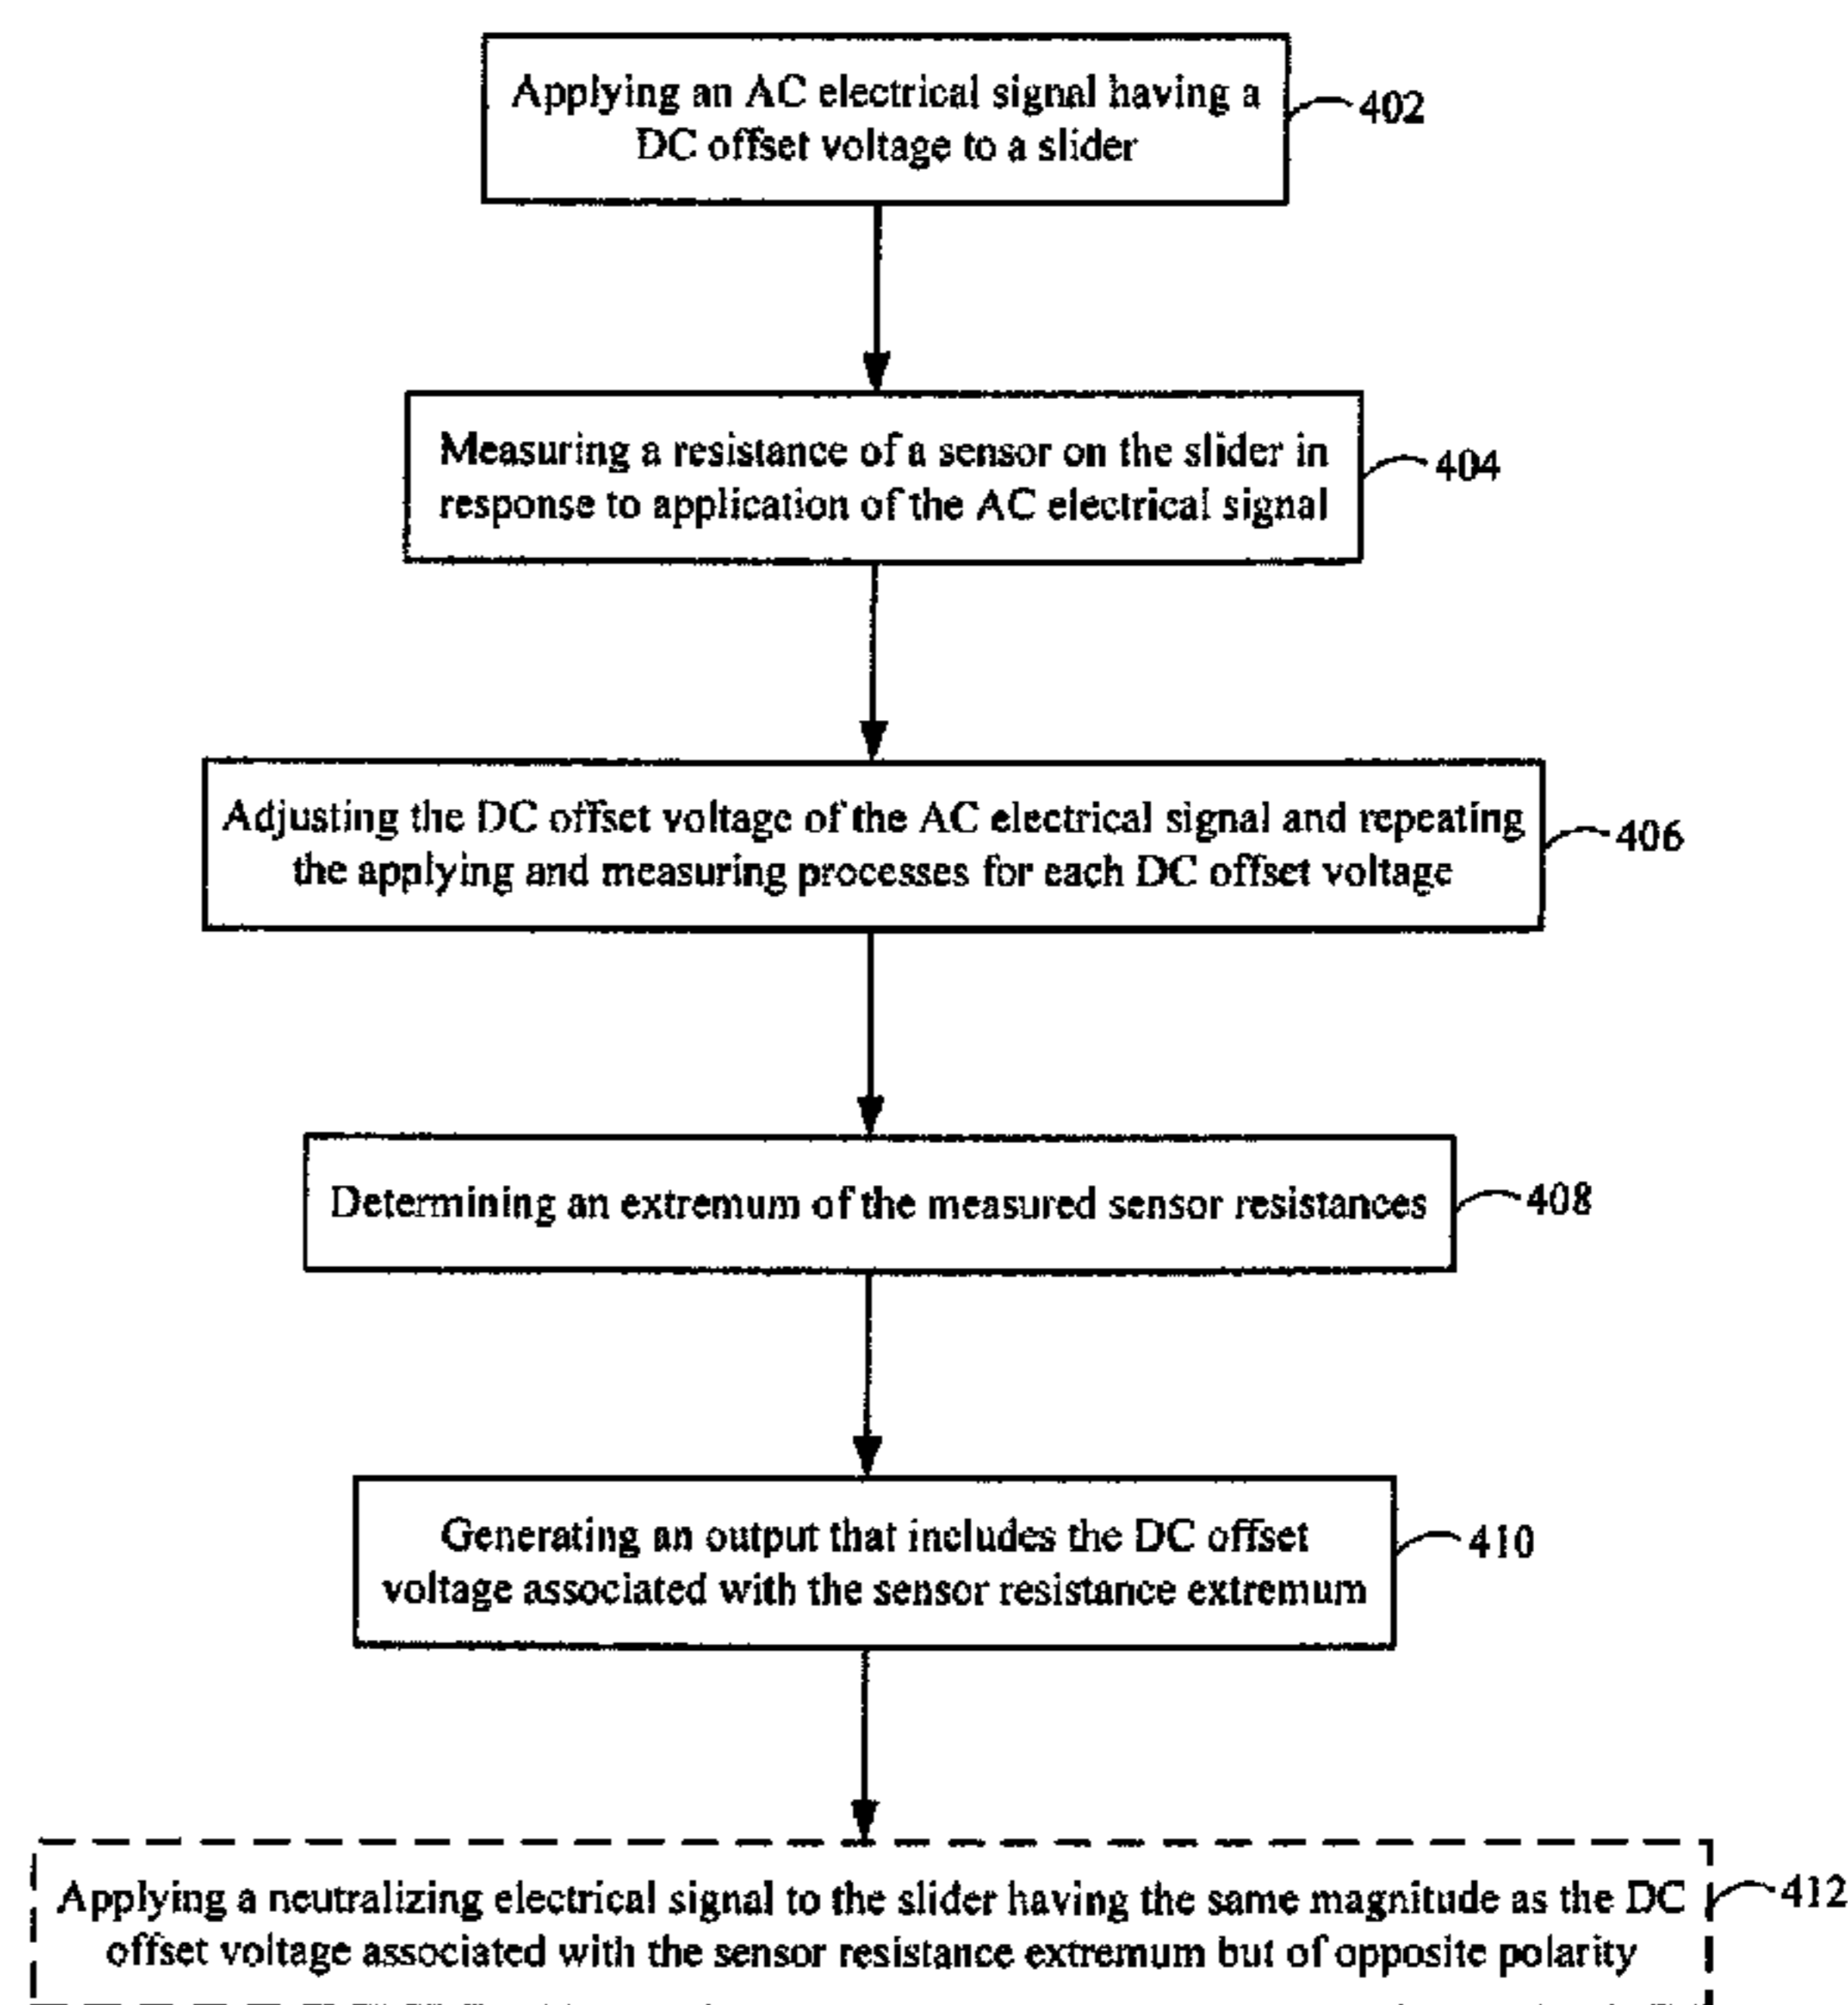 Applying an AC electrical signal having a
DC offset voltage to a slider
402
Measuring a resistance of a sensor on the slider in
response to application of the AC electrical signal
404
Adjusting the DC offset voltage of the AC electrical signal and repeating
the applying and measuring processes for each DC offset voltage
406
Determining an extremum of the measured sensor resistances
408
Generating an output that includes the DC offset
voltage associated with the sensor resistance extremum
410
Applying a neutralizing electrical signal to the slider having the same magnitude as the DC
offset voltage associated with the sensor resistance extremum but of opposite polarity
412